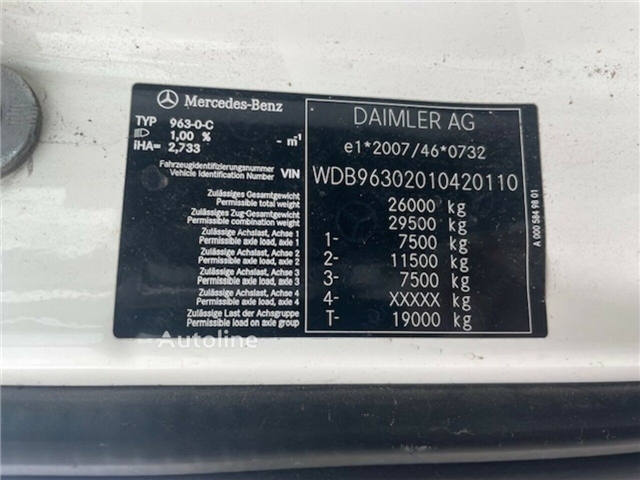 Mercedes-Benz
TYP 963-0-C
1,00 % - m⁻¹
iHA= 2,733
Fahrzeugidentifizierungsnummer
Vehicle Identification Number VIN
Zulässiges Gesamtgewicht
Permissible total weight
Zulässiges Zug-Gesamtgewicht
Permissible combination weight
Zulässige Achslast, Achse 1
Permissible axle load, axle 1
Zulässige Achslast, Achse 2
Permissible axle load, axle 2
Zulässige Achslast, Achse 3
Permissible axle load, axle 3
Zulässige Achslast, Achse 4
Permissible axle load, axle 4
Zulässige Last der Achsgruppe
Permissible load on axle group
DAIMLER AG
e1*2007/46*0732
WDB96302010420110
26000 kg
29500 kg
1- 7500 kg
2- 11500 kg
3- 7500 kg
4- XXXXX kg
T- 19000 kg
A 000 584 98 01
Autoline